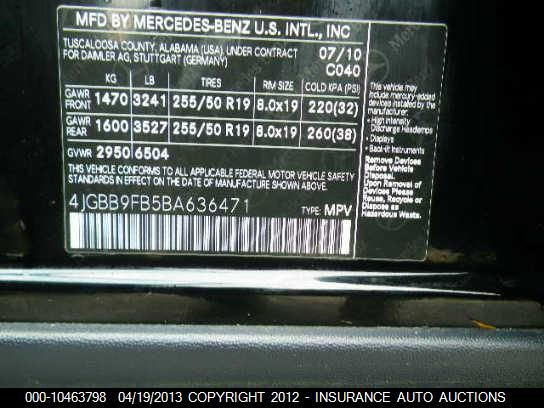 MFD BY MERCEDES-BENZ U.S. INTL., INC
TUSCALOOSA COUNTY, ALABAMA (USA), UNDER CONTRACT
07/10
FOR DAIMLER AG, STUTTGART (GERMANY)
C040
KG LB TIRES RIM SIZE COLD KPA (PSI)
GAWR FRONT 1470 3241 255/50 R19 8.0x19 220(32)
GAWR REAR 1600 3527 255/50 R19 8.0x19 260(38)
GVWR 2950 6504
THIS VEHICLE CONFORMS TO ALL APPLICABLE FEDERAL MOTOR VEHICLE SAFETY
STANDARDS IN EFFECT ON THE DATE OF MANUFACTURE SHOWN ABOVE.
4JGBB9FB5BA636471
TYPE: MPV
This vehicle may
include mercury-added
devices installed by the
manufacturer:
• High Intensity
Discharge Headlamps
• Displays
• Back-lit Instruments
Remove Devices
Before Vehicle
Disposal.
Upon Removal of
Devices Please
Reuse, Recycle or
Dispose as
Hazardous Waste.
000-10463798 04/19/2013 COPYRIGHT 2012 - INSURANCE AUTO AUCTIONS